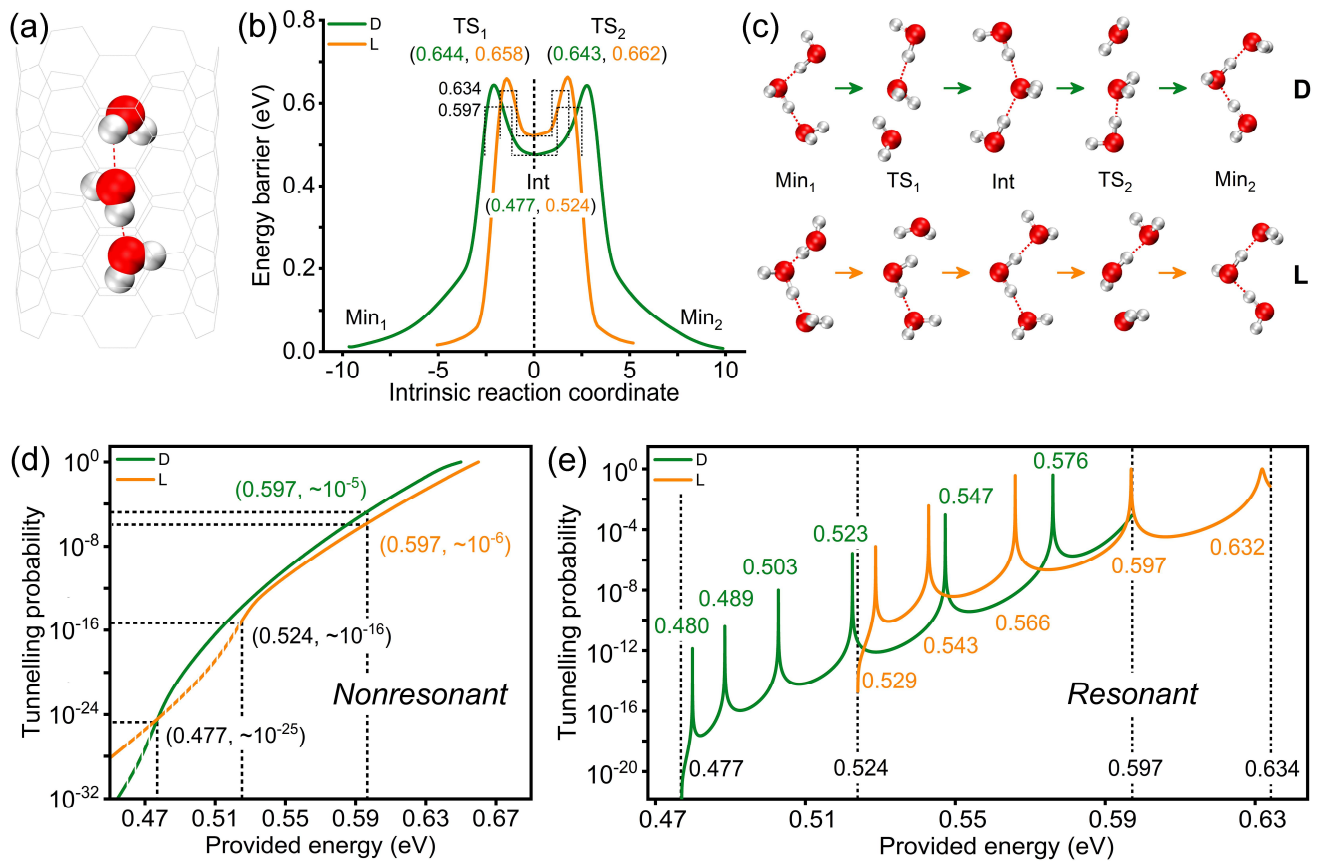 (a)
(b)
D
L
TS₁
(0.644, 0.658)
TS₂
(0.643, 0.662)
0.634
0.597
Int
(0.477, 0.524)
Min₁
Min₂
0.8
0.6
0.4
0.2
0.0
Energy barrier (eV)
-10
-5
0
5
10
Intrinsic reaction coordinate
(c)
D
Min₁
TS₁
Int
TS₂
Min₂
L
(d)
D
L
(0.597, ~10⁻⁵)
(0.597, ~10⁻⁶)
(0.524, ~10⁻¹⁶)
(0.477, ~10⁻²⁵)
Nonresonant
10⁰
10⁻⁸
10⁻¹⁶
10⁻²⁴
10⁻³²
Tunnelling probability
0.47
0.51
0.55
0.59
0.63
0.67
Provided energy (eV)
(e)
D
L
0.576
0.547
0.523
0.503
0.489
0.480
0.632
0.597
0.566
0.543
0.529
Resonant
0.477
0.524
0.597
0.634
10⁰
10⁻⁴
10⁻⁸
10⁻¹²
10⁻¹⁶
10⁻²⁰
Tunnelling probability
0.47
0.51
0.55
0.59
0.63
Provided energy (eV)